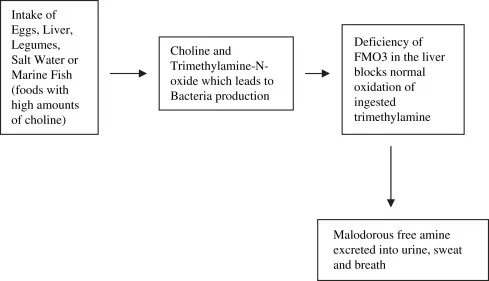 Intake of
Eggs, Liver,
Legumes,
Salt Water or
Marine Fish
(foods with
high amounts
of choline)
Choline and
Trimethylamine-N-
oxide which leads to
Bacteria production
Deficiency of
FMO3 in the liver
blocks normal
oxidation of
ingested
trimethylamine
Malodorous free amine
excreted into urine, sweat
and breath